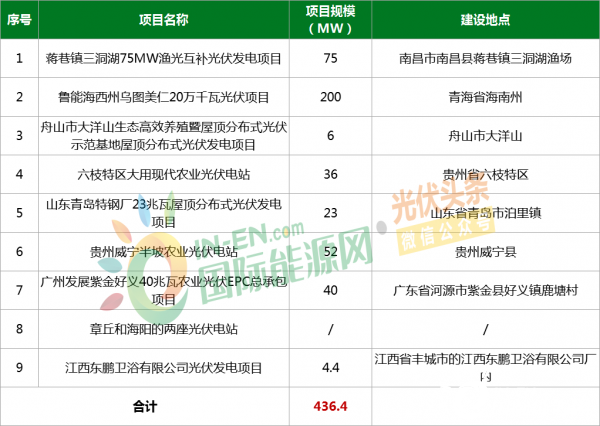 序号 项目名称 项目规模（MW） 建设地点
1 蒋巷镇三洞湖75MW渔光互补光伏发电项目 75 南昌市南昌县蒋巷镇三洞湖渔场
2 鲁能海西州乌图美仁20万千瓦光伏项目 200 青海省海南州
3 舟山市大洋山生态高效养殖暨屋顶分布式光伏
示范基地屋顶分布式光伏发电项目 6 舟山市大洋山
4 六枝特区大用现代农业光伏电站 36 贵州省六枝特区
5 山东青岛特钢厂23兆瓦屋顶分布式光伏发电
项目 23 山东省青岛市泊里镇
6 贵州威宁半坡农业光伏电站 52 贵州威宁县
7 广州发展紫金好义40兆瓦农业光伏EPC总承包
项目 40 广东省河源市紫金县好义镇鹿塘村
8 章丘和海阳的两座光伏电站 / /
9 江西东鹏卫浴有限公司光伏发电项目 4.4 江西省丰城市的江西东鹏卫浴有限公司厂
内
合计 436.4
IN-EN.com
国际能源网
光伏头条
微信公众号